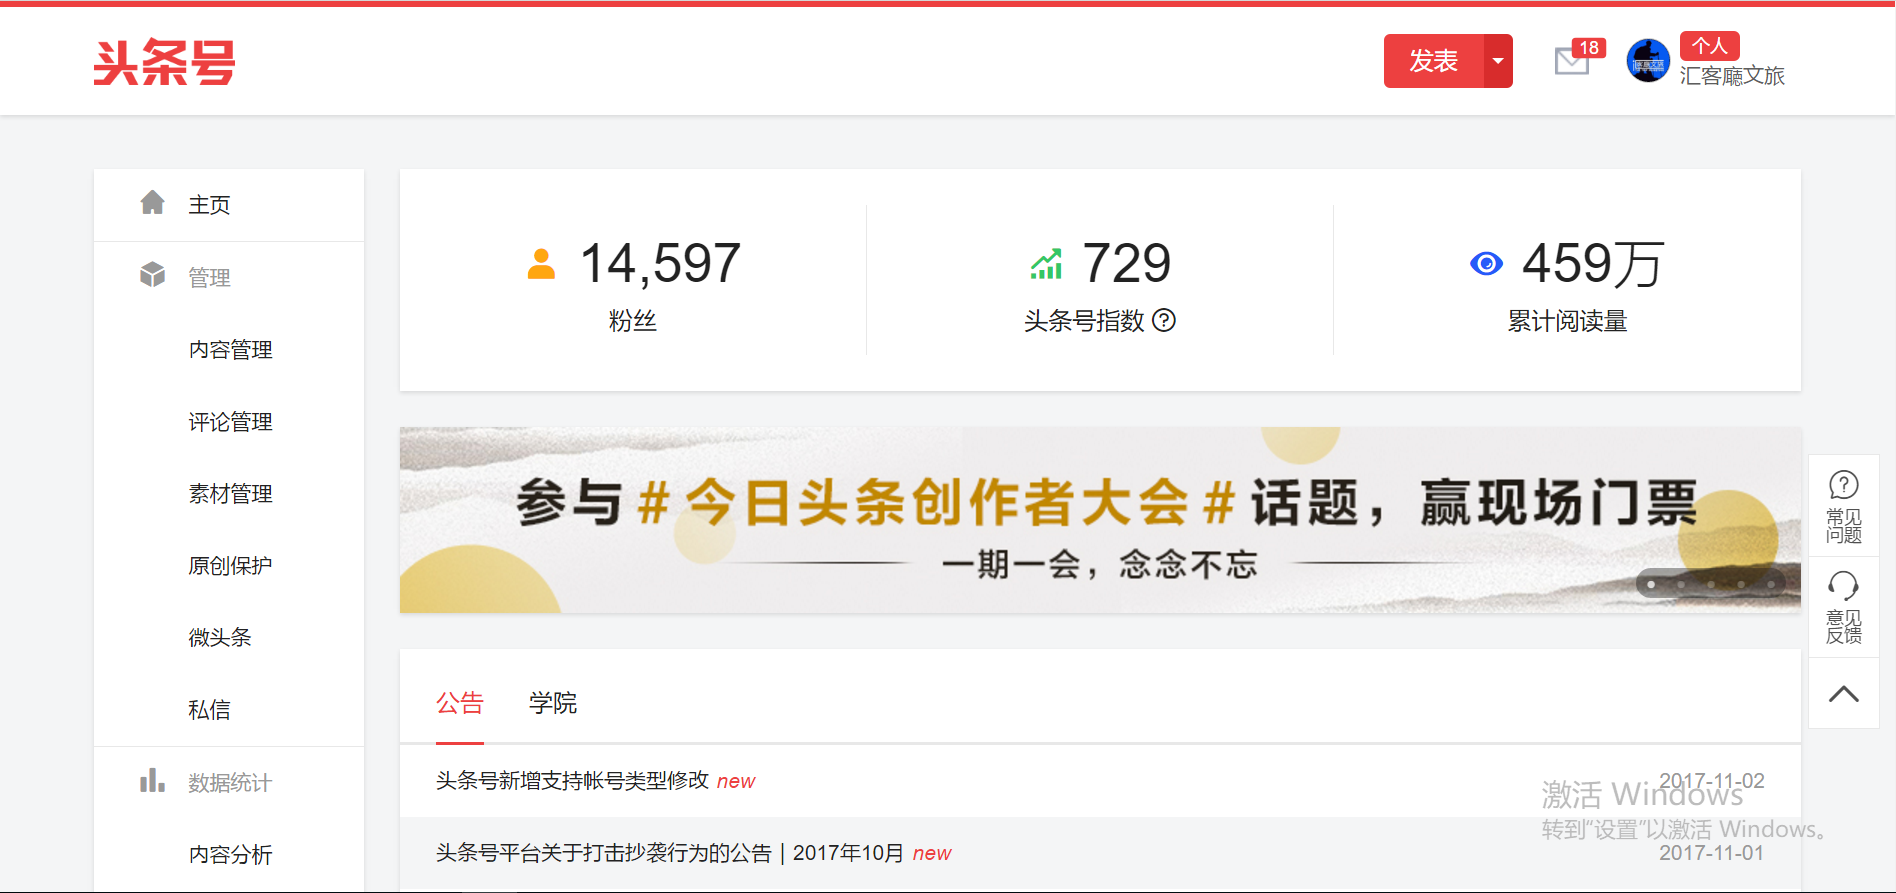 头条号
发表
18
个人
汇客廰文旅
主页
管理
内容管理
评论管理
素材管理
原创保护
微头条
私信
数据统计
内容分析
14,597
粉丝
729
头条号指数
459万
累计阅读量
参与#今日头条创作者大会#话题，赢现场门票
一期一会，念念不忘
公告 学院
头条号新增支持帐号类型修改 new 2017-11-02
头条号平台关于打击抄袭行为的公告 | 2017年10月 new 2017-11-01
常见
问题
意见
反馈
激活 Windows
转到“设置”以激活 Windows。